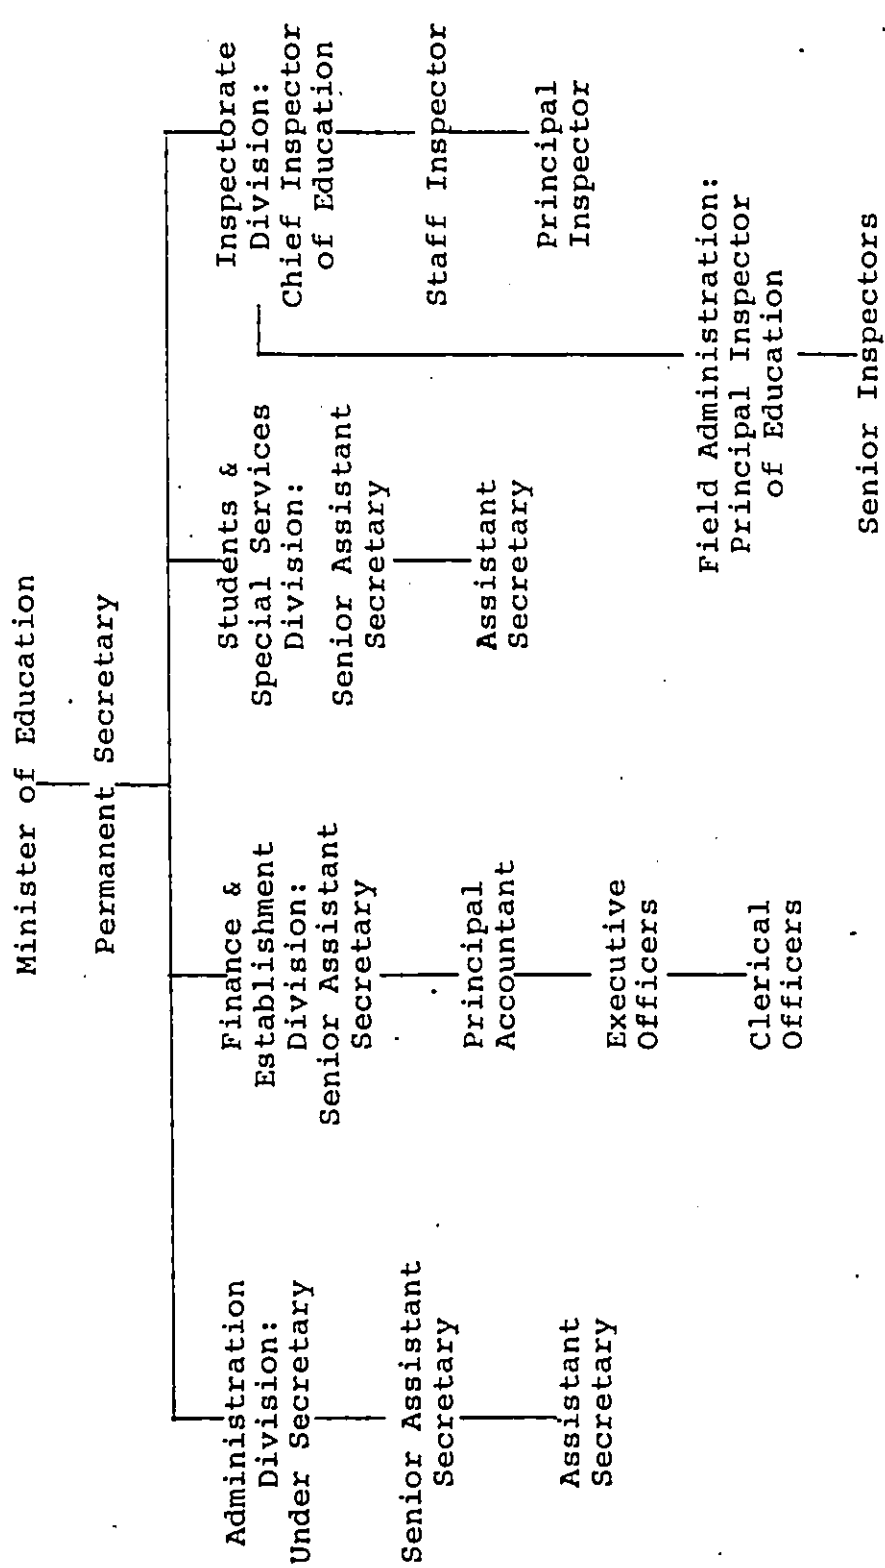 Minister of Education
Permanent Secretary
Administration
Division:
Under Secretary
Senior Assistant
Secretary
Assistant
Secretary
Finance &
Establishment
Division:
Senior Assistant
Secretary
Principal
Accountant
Executive
Officers
Clerical
Officers
Students &
Special Services
Division:
Senior Assistant
Secretary
Assistant
Secretary
Inspectorate
Division:
Chief Inspector
of Education
Staff Inspector
Principal
Inspector
Field Administration:
Principal Inspector
of Education
Senior Inspectors